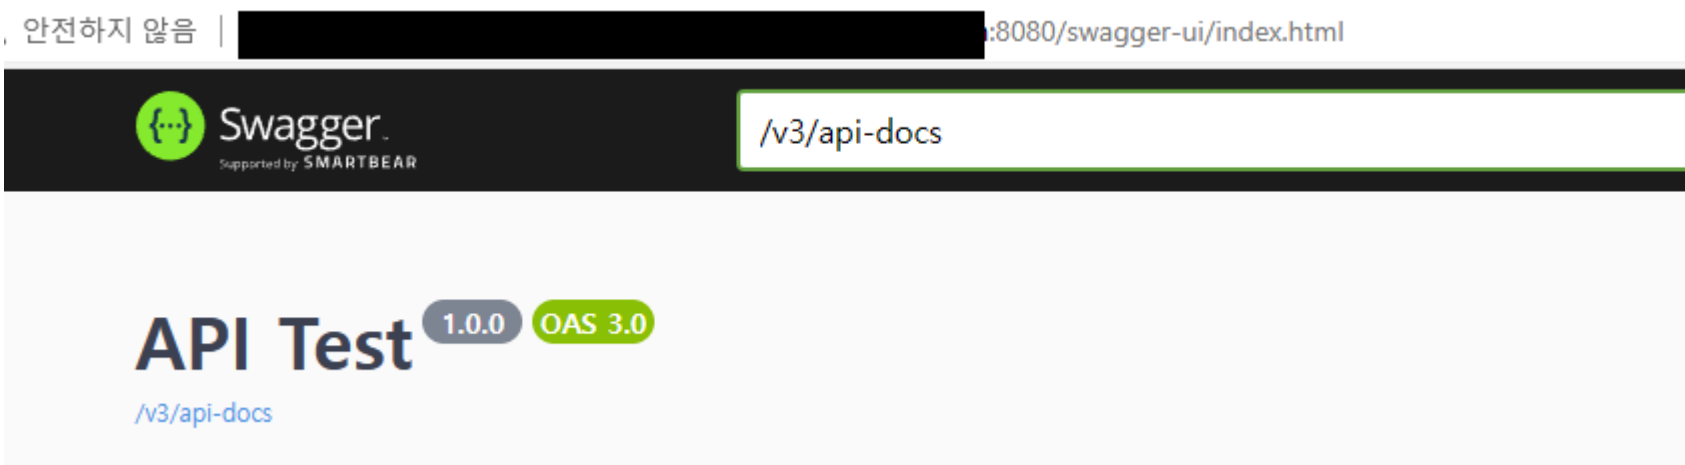 안전하지 않음 :8080/swagger-ui/index.html
Swagger.
Supported by SMARTBEAR
/v3/api-docs
API Test 1.0.0 OAS 3.0
/v3/api-docs